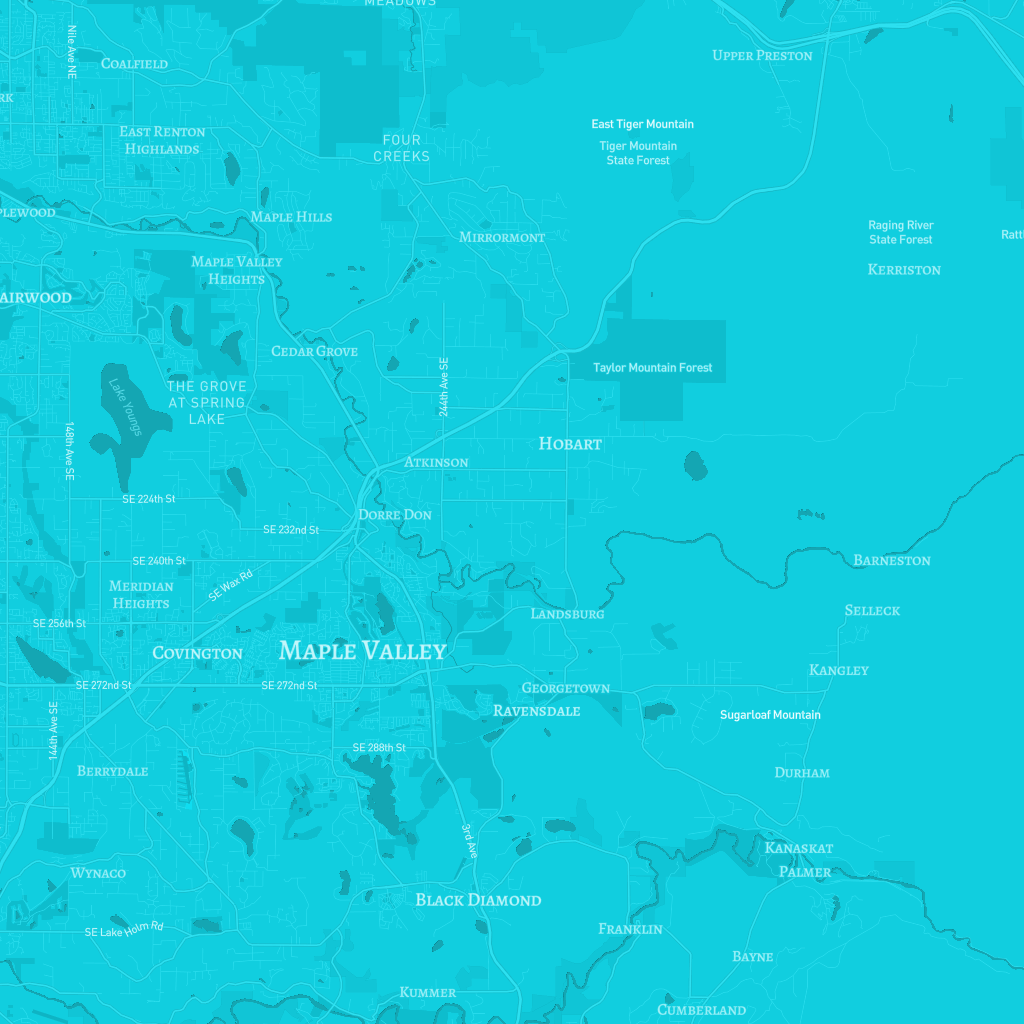 MEADOWS
Nile Ave NE
COALFIELD
UPPER PRESTON
RK
East Tiger Mountain
EAST RENTON
HIGHLANDS
FOUR
CREEKS
Tiger Mountain
State Forest
PLEWOOD
MAPLE HILLS
Raging River
State Forest
MIRRORMONT
Rattl
MAPLE VALLEY
HEIGHTS
KERRISTON
AIRWOOD
CEDAR GROVE
Taylor Mountain Forest
THE GROVE
AT SPRING
LAKE
Lake Youngs
244th Ave SE
148th Ave SE
HOBART
ATKINSON
SE 224th St
DORRE DON
SE 232nd St
SE 240th St
BARNESTON
SE Wax Rd
MERIDIAN
HEIGHTS
SELLECK
LANDSBURG
SE 256th St
MAPLE VALLEY
COVINGTON
KANGLEY
SE 272nd St
SE 272nd St
GEORGETOWN
RAVENSDALE
Sugarloaf Mountain
144th Ave SE
SE 288th St
BERRYDALE
DURHAM
3rd Ave
KANASKAT
WYNACO
PALMER
BLACK DIAMOND
SE Lake Holm Rd
FRANKLIN
BAYNE
KUMMER
CUMBERLAND